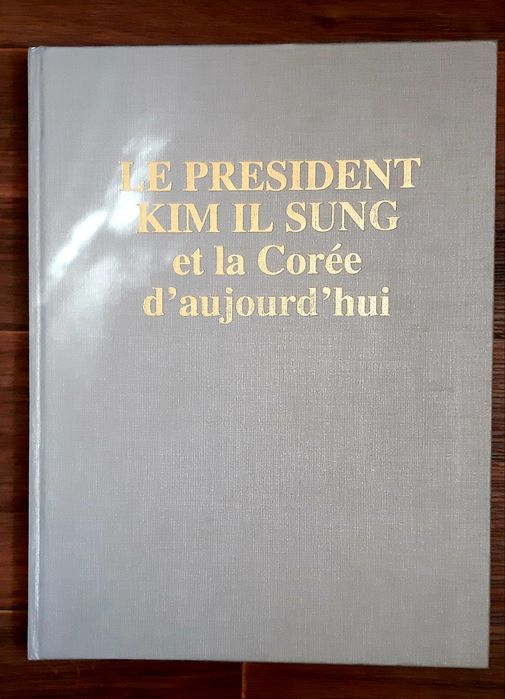 LE PRESIDENT
KIM IL SUNG
et la Corée
d'aujourd'hui